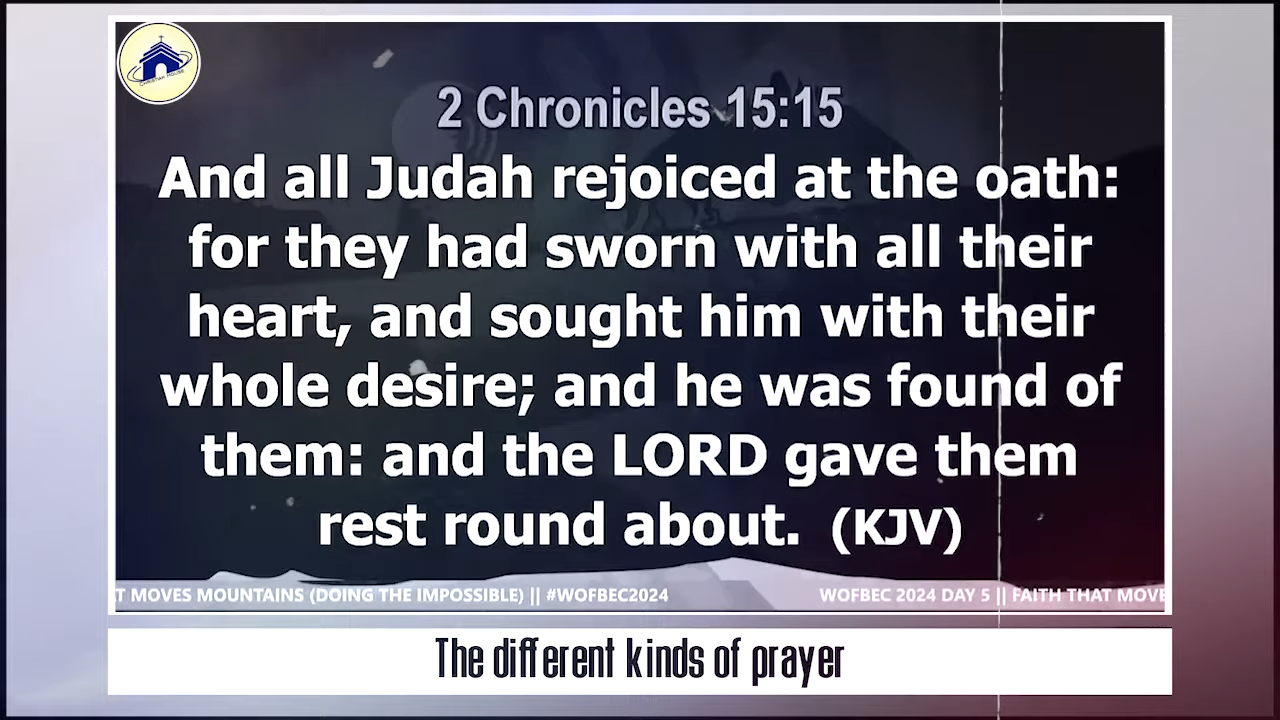 CHRISTIAN HOUSE
2 Chronicles 15:15
And all Judah rejoiced at the oath:
for they had sworn with all their
heart, and sought him with their
whole desire; and he was found of
them: and the LORD gave them
rest round about. (KJV)
T MOVES MOUNTAINS (DOING THE IMPOSSIBLE) || #WOFBEC2024 WOFBEC 2024 DAY 5 || FAITH THAT MOVE
The different kinds of prayer